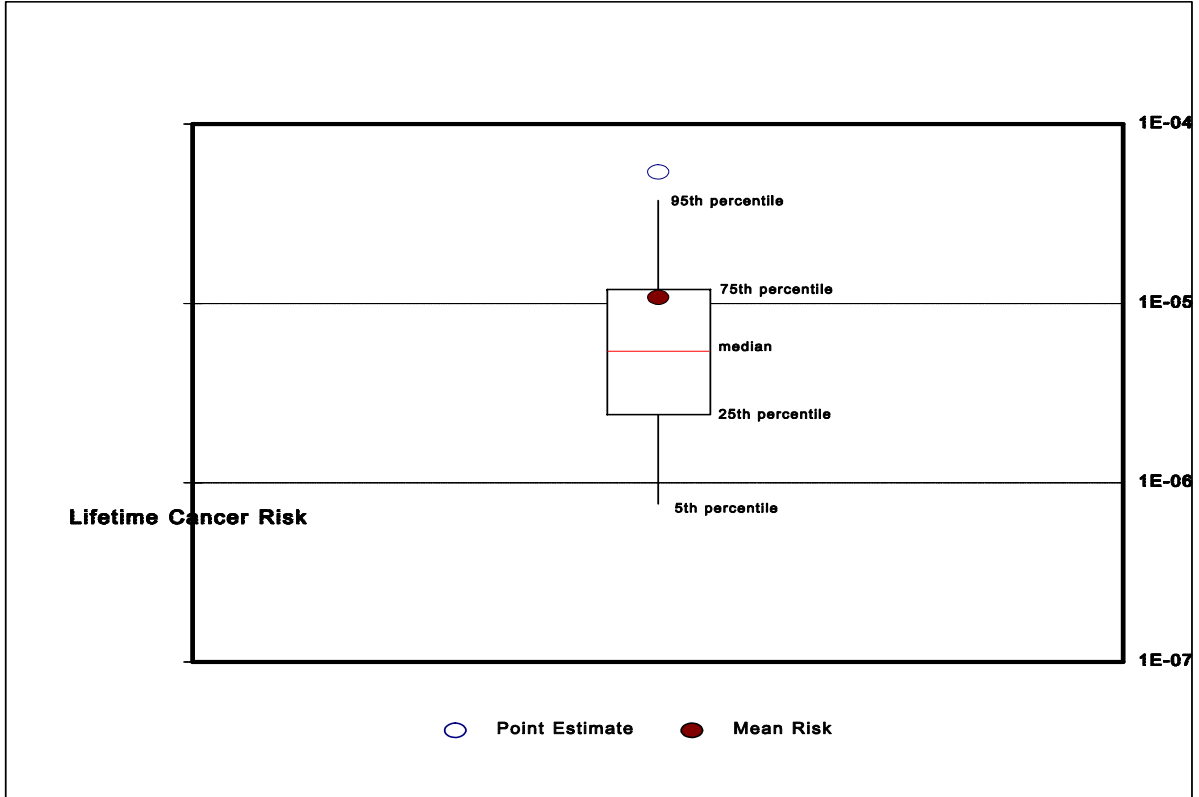 1E-04
95th percentile
75th percentile
1E-05
median
25th percentile
1E-06
5th percentile
Lifetime Cancer Risk
1E-07
Point Estimate Mean Risk